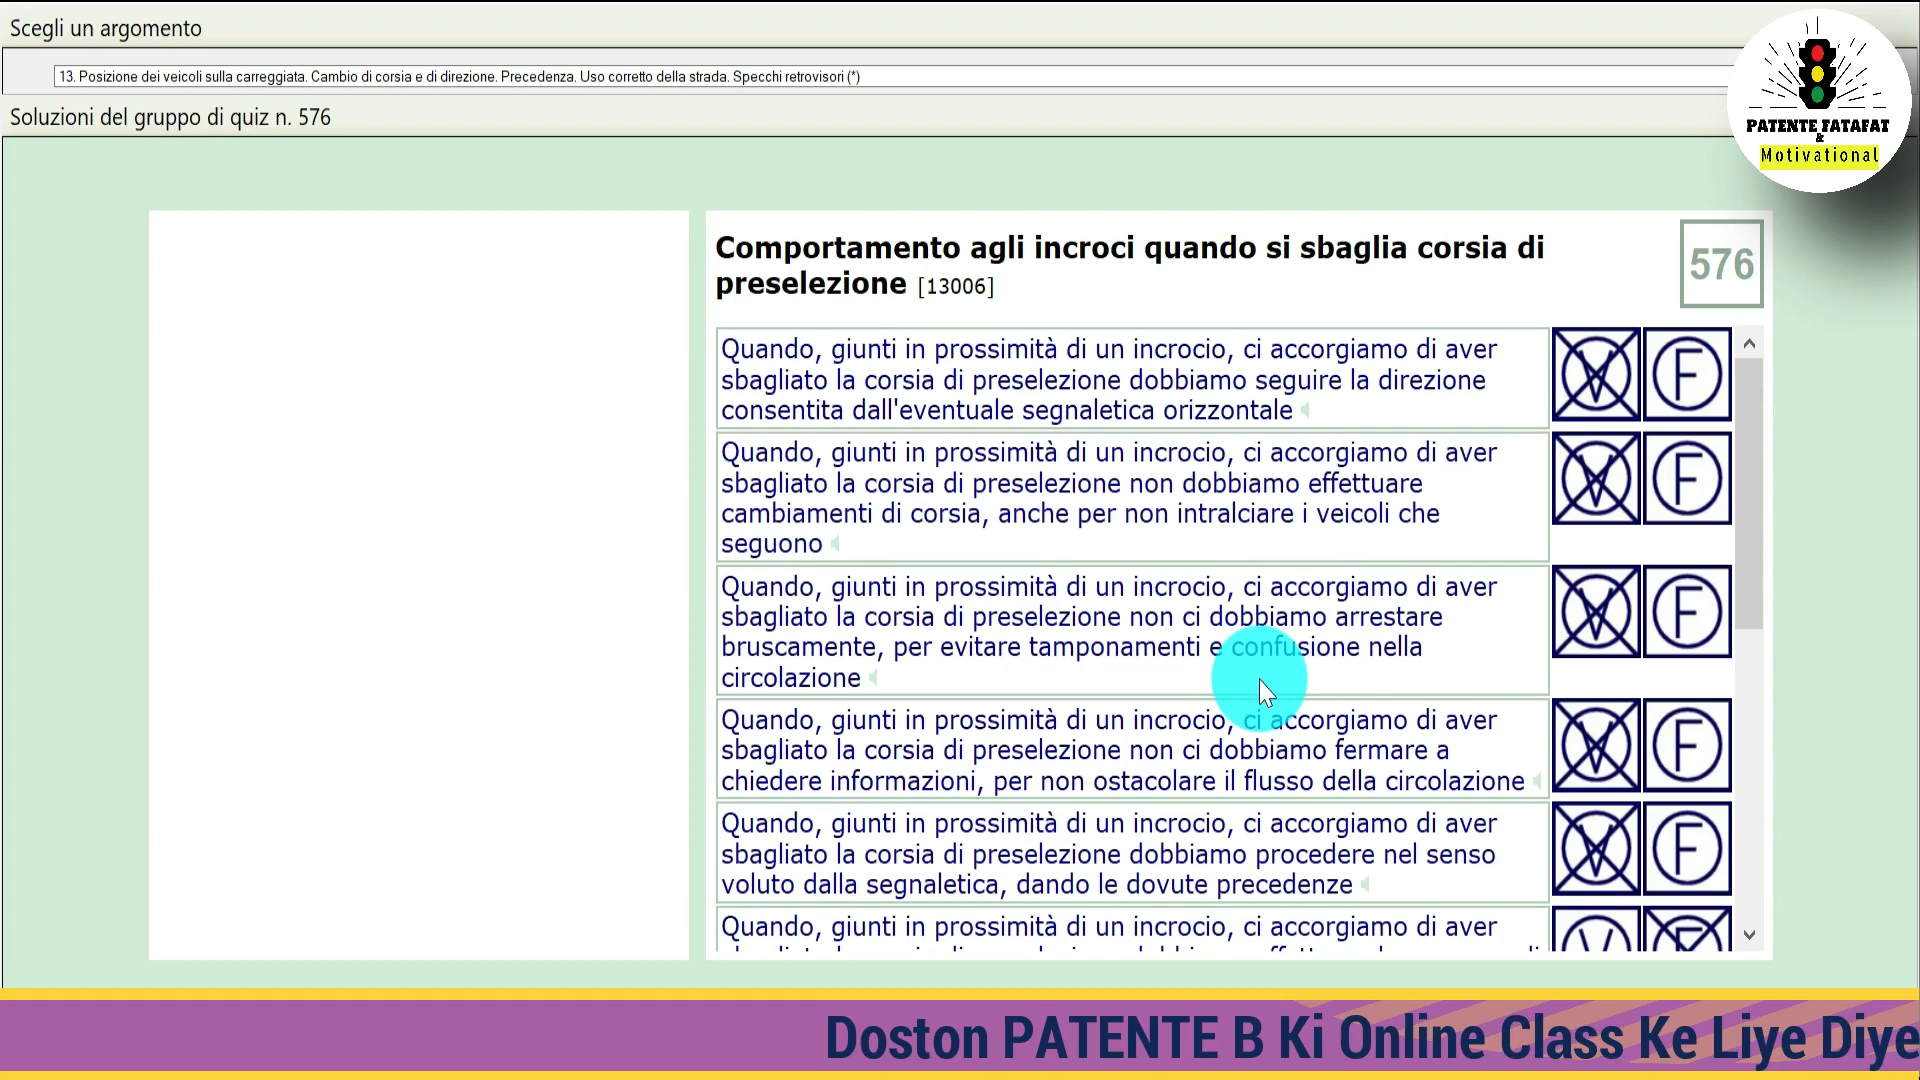 Scegli un argomento
13. Posizione dei veicoli sulla carreggiata. Cambio di corsia e di direzione. Precedenza. Uso corretto della strada. Specchi retrovisori (*)
Soluzioni del gruppo di quiz n. 576
PATENTE FATAFAT
&
Motivational
Comportamento agli incroci quando si sbaglia corsia di
preselezione [13006]
576
Quando, giunti in prossimità di un incrocio, ci accorgiamo di aver
sbagliato la corsia di preselezione dobbiamo seguire la direzione
consentita dall'eventuale segnaletica orizzontale
V F
Quando, giunti in prossimità di un incrocio, ci accorgiamo di aver
sbagliato la corsia di preselezione non dobbiamo effettuare
cambiamenti di corsia, anche per non intralciare i veicoli che
seguono
V F
Quando, giunti in prossimità di un incrocio, ci accorgiamo di aver
sbagliato la corsia di preselezione non ci dobbiamo arrestare
bruscamente, per evitare tamponamenti e confusione nella
circolazione
V F
Quando, giunti in prossimità di un incrocio, ci accorgiamo di aver
sbagliato la corsia di preselezione non ci dobbiamo fermare a
chiedere informazioni, per non ostacolare il flusso della circolazione
V F
Quando, giunti in prossimità di un incrocio, ci accorgiamo di aver
sbagliato la corsia di preselezione dobbiamo procedere nel senso
voluto dalla segnaletica, dando le dovute precedenze
V F
Quando, giunti in prossimità di un incrocio, ci accorgiamo di aver
V F
Doston PATENTE B Ki Online Class Ke Liye Diye